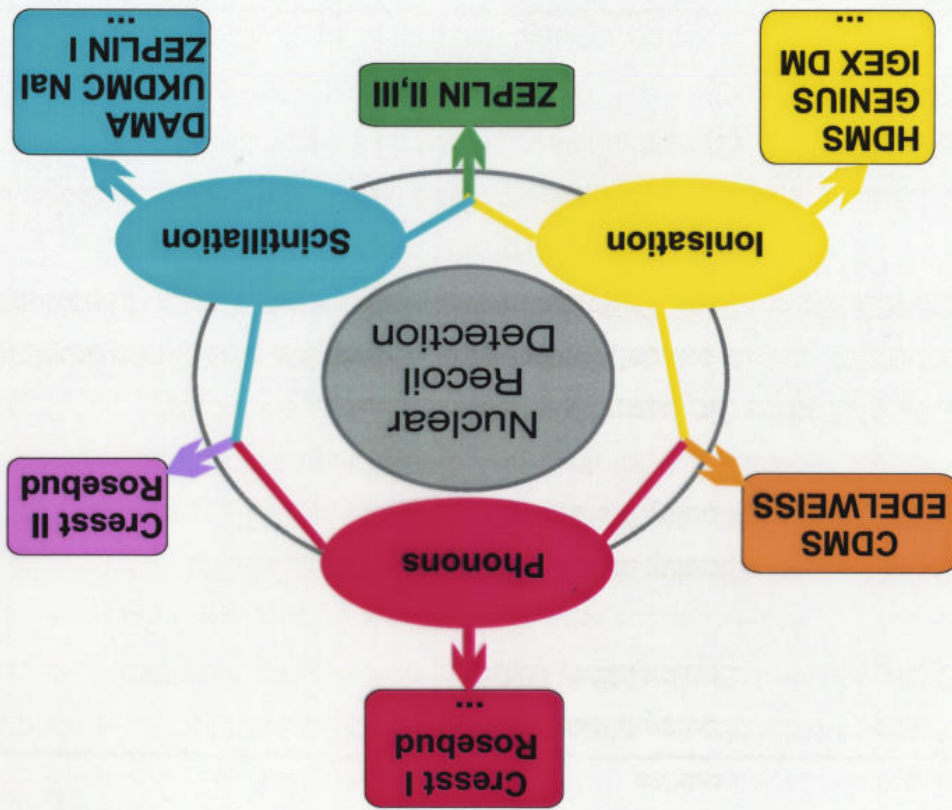 Cresst I
Rosebud
...
Phonons
CDMS
EDELWEISS
Cresst II
Rosebud
Nuclear
Recoil
Detection
Ionisation
Scintillation
HDMS
GENIUS
IGEX DM
...
ZEPLIN II,III
DAMA
UKDMC NaI
ZEPLIN I
...